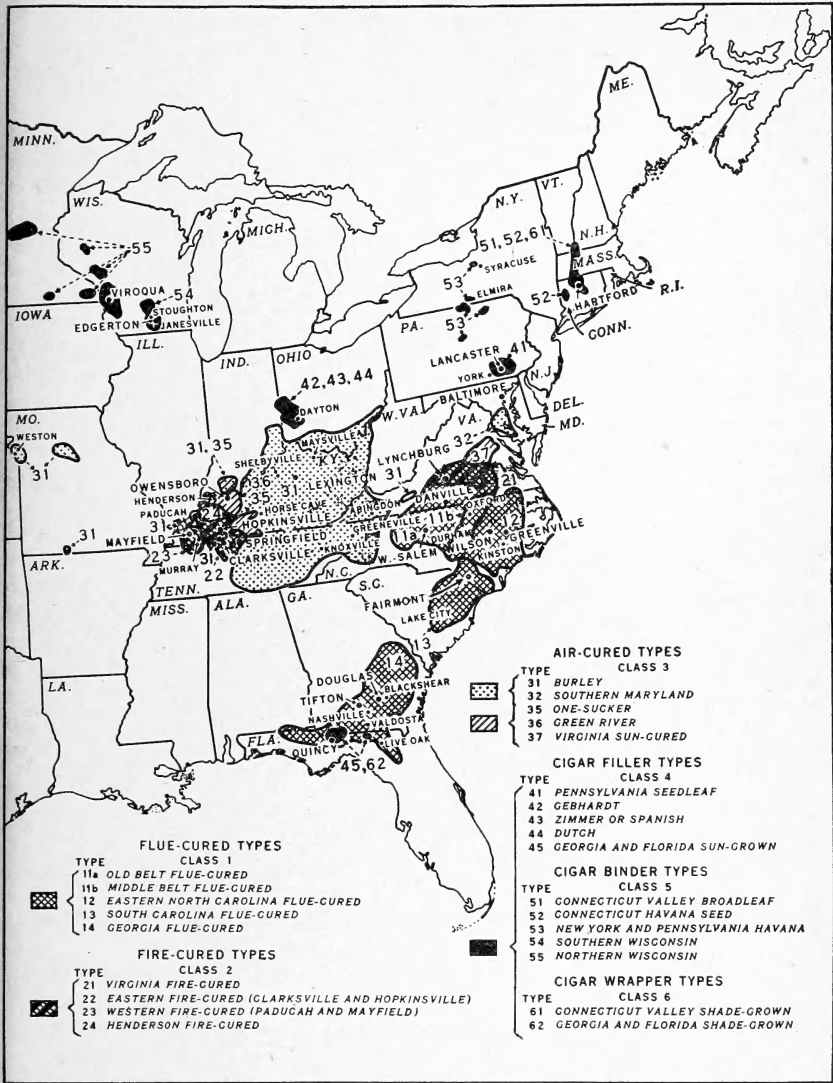 ME.
MINN.
VT.
WIS.
N.Y.
MICH.
N.H.
51, 52, 61
55
SYRACUSE
MASS.
53
VIROQUA
54
ELMIRA
52
HARTFORD
R.I.
IOWA
STOUGHTON
53
EDGERTON
JANESVILLE
PA.
CONN.
ILL.
IND.
OHIO
LANCASTER
41
42, 43, 44
YORK
N.J.
BALTIMORE
MO.
DAYTON
W.VA.
DEL.
WESTON
VA.
MD.
MAYSVILLE
32
31, 35
SHELBYVILLE
KY.
LYNCHBURG
37
31
OWENSBORO
36
31
LEXINGTON
31
21
HENDERSON
35
DANVILLE
24
HORSE CAVE
ABINGDON
OXFORD
PADUCAH
HOPKINSVILLE
GREENEVILLE
11b
12
31
31
SPRINGFIELD
11a
DURHAM
GREENVILLE
MAYFIELD
WILSON
23
31
CLARKSVILLE
KNOXVILLE
W.-SALEM
KINSTON
MURRAY
ARK.
22
N.C.
TENN.
S.C.
MISS.
ALA.
GA.
FAIRMONT
LAKE CITY
13
LA.
DOUGLAS
14
BLACKSHEAR
TIFTON
NASHVILLE
VALDOSTA
FLA.
QUINCY
LIVE OAK
45, 62
AIR-CURED TYPES
TYPE CLASS 3
31 BURLEY
32 SOUTHERN MARYLAND
35 ONE-SUCKER
36 GREEN RIVER
37 VIRGINIA SUN-CURED
CIGAR FILLER TYPES
TYPE CLASS 4
41 PENNSYLVANIA SEEDLEAF
42 GEBHARDT
43 ZIMMER OR SPANISH
44 DUTCH
45 GEORGIA AND FLORIDA SUN-GROWN
CIGAR BINDER TYPES
TYPE CLASS 5
51 CONNECTICUT VALLEY BROADLEAF
52 CONNECTICUT HAVANA SEED
53 NEW YORK AND PENNSYLVANIA HAVANA
54 SOUTHERN WISCONSIN
55 NORTHERN WISCONSIN
CIGAR WRAPPER TYPES
TYPE CLASS 6
61 CONNECTICUT VALLEY SHADE-GROWN
62 GEORGIA AND FLORIDA SHADE-GROWN
FLUE-CURED TYPES
TYPE CLASS 1
11a OLD BELT FLUE-CURED
11b MIDDLE BELT FLUE-CURED
12 EASTERN NORTH CAROLINA FLUE-CURED
13 SOUTH CAROLINA FLUE-CURED
14 GEORGIA FLUE-CURED
FIRE-CURED TYPES
TYPE CLASS 2
21 VIRGINIA FIRE-CURED
22 EASTERN FIRE-CURED (CLARKSVILLE AND HOPKINSVILLE)
23 WESTERN FIRE-CURED (PADUCAH AND MAYFIELD)
24 HENDERSON FIRE-CURED